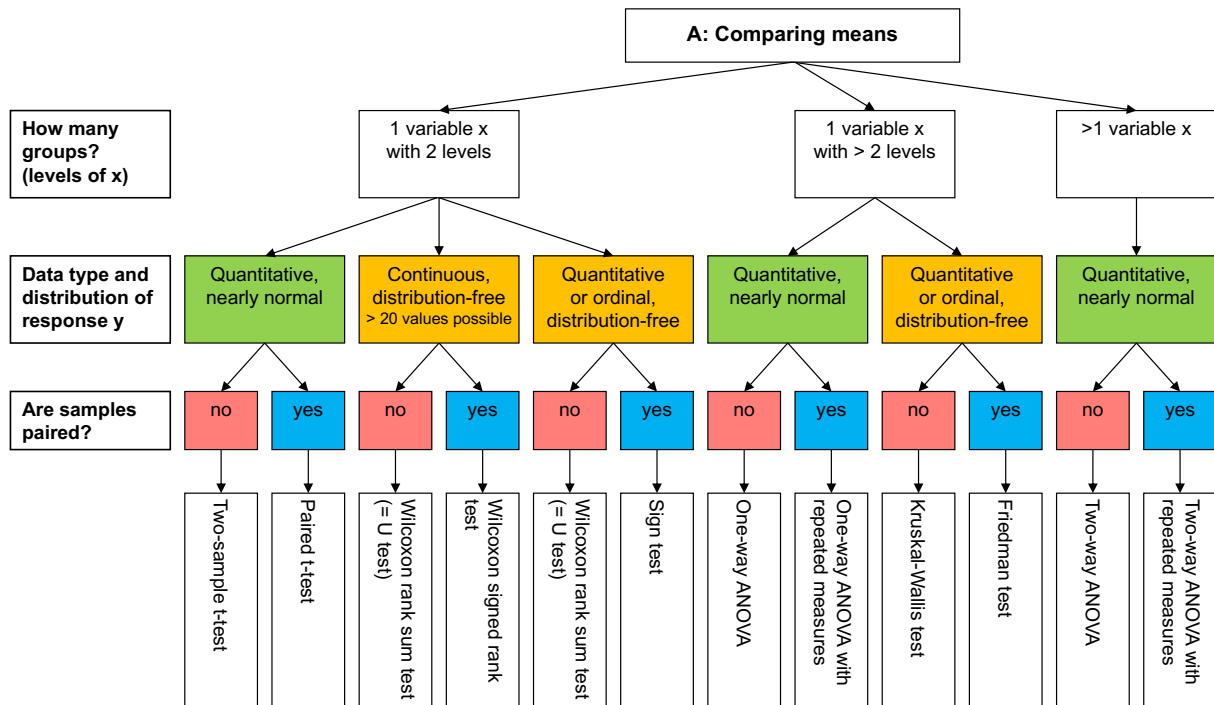 A: Comparing means
How many
groups?
(levels of x)
1 variable x
with 2 levels
1 variable x
with > 2 levels
>1 variable x
Data type and
distribution of
response y
Quantitative,
nearly normal
Continuous,
distribution-free
> 20 values possible
Quantitative
or ordinal,
distribution-free
Quantitative,
nearly normal
Quantitative
or ordinal,
distribution-free
Quantitative,
nearly normal
Are samples
paired?
no
yes
no
yes
no
yes
no
yes
no
yes
no
yes
Two-sample t-test
Paired t-test
Wilcoxon rank sum test
(= U test)
Wilcoxon signed rank
test
Wilcoxon rank sum test
(= U test)
Sign test
One-way ANOVA
One-way ANOVA with
repeated measures
Kruskal-Wallis test
Friedman test
Two-way ANOVA
Two-way ANOVA with
repeated measures